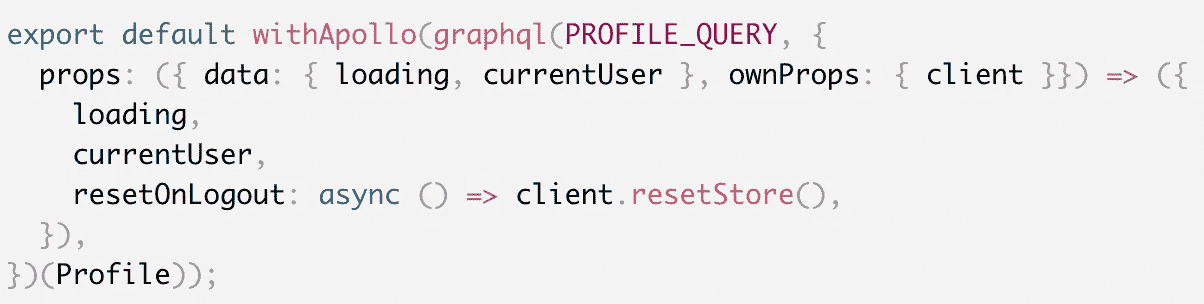 export default withApollo(graphql(PROFILE_QUERY, {
  props: ({ data: { loading, currentUser }, ownProps: { client }}) => ({
    loading,
    currentUser,
    resetOnLogout: async () => client.resetStore(),
  }),
})(Profile));